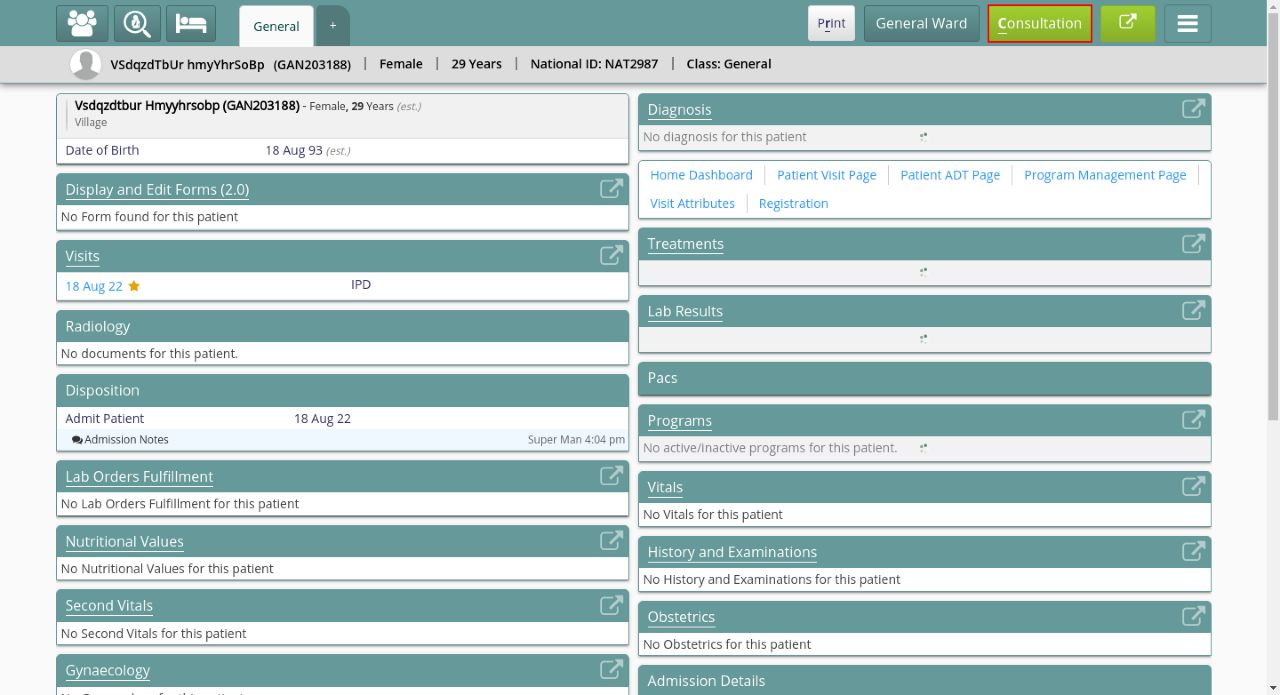 General
+
Print
General Ward
Consultation
VSdqzdTbUr hmyYhrSoBp (GAN203188) | Female | 29 Years | National ID: NAT2987 | Class: General
Vsdqzdtbur Hmyyhrsobp (GAN203188) - Female, 29 Years (est.)
Village
Date of Birth 18 Aug 93 (est.)
Display and Edit Forms (2.0)
No Form found for this patient
Visits
18 Aug 22 IPD
Radiology
No documents for this patient.
Disposition
Admit Patient 18 Aug 22
Admission Notes Super Man 4:04 pm
Lab Orders Fulfillment
No Lab Orders Fulfillment for this patient
Nutritional Values
No Nutritional Values for this patient
Second Vitals
No Second Vitals for this patient
Gynaecology
Diagnosis
No diagnosis for this patient
Home Dashboard Patient Visit Page Patient ADT Page Program Management Page
Visit Attributes Registration
Treatments
Lab Results
Pacs
Programs
No active/inactive programs for this patient.
Vitals
No Vitals for this patient
History and Examinations
No History and Examinations for this patient
Obstetrics
No Obstetrics for this patient
Admission Details